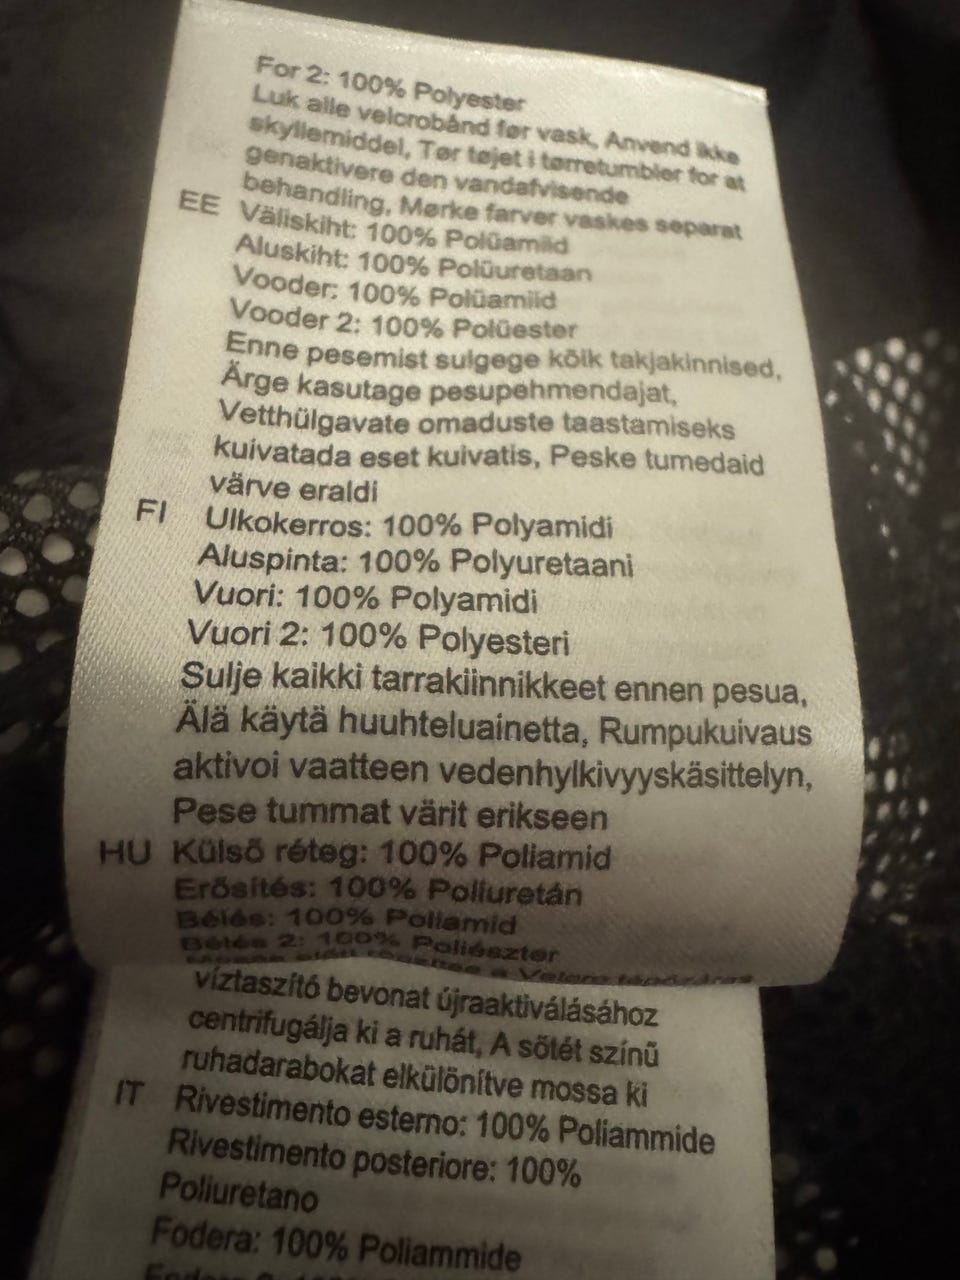 For 2: 100% Polyester
Luk alle velcrobånd før vask, Anvend ikke
skyllemiddel, Tør tøjet i tørretumbler for at
genaktivere den vandafvisende
behandling, Mørke farver vaskes separat
EE Väliskiht: 100% Polüamiid
Aluskiht: 100% Polüuretaan
Vooder: 100% Polüamiid
Vooder 2: 100% Polüester
Enne pesemist sulgege kõik takjakinnised,
Ärge kasutage pesupehmendajat,
Vetthülgavate omaduste taastamiseks
kuivatada eset kuivatis, Peske tumedaid
värve eraldi
FI Ulkokerros: 100% Polyamidi
Aluspinta: 100% Polyuretaani
Vuori: 100% Polyamidi
Vuori 2: 100% Polyesteri
Sulje kaikki tarrakiinnikkeet ennen pesua,
Älä käytä huuhteluainetta, Rumpukuivaus
aktivoi vaatteen vedenhylkivyyskäsittelyn,
Pese tummat värit erikseen
HU Külső réteg: 100% Poliamid
Erősítés: 100% Poliuretán
Bélés: 100% Poliamid
Bélés 2: 100% Poliészter
a Velcro tépőzáras
víztaszító bevonat újraaktiválásához
centrifugálja ki a ruhát, A sötét színű
ruhadarabokat elkülönítve mossa ki
IT Rivestimento esterno: 100% Poliammide
Rivestimento posteriore: 100%
Poliuretano
Fodera: 100% Poliammide